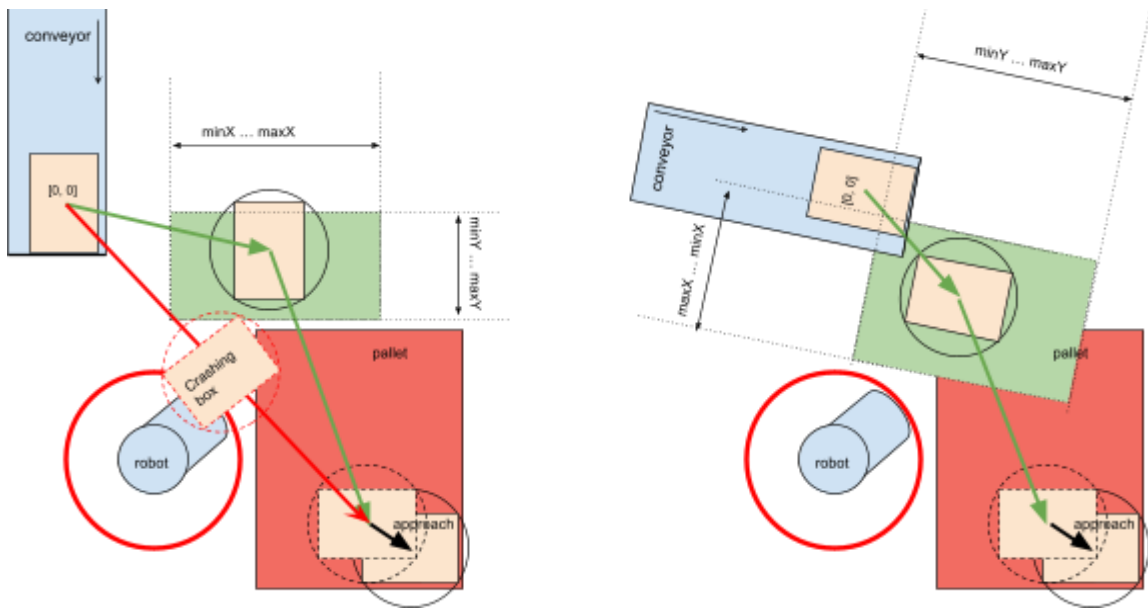 conveyor
minX ... maxX
[0, 0]
minY ... maxY
Crashing
box
pallet
robot
approach
minY ... maxY
conveyor
[0, 0]
maxX ... minX
pallet
robot
approach